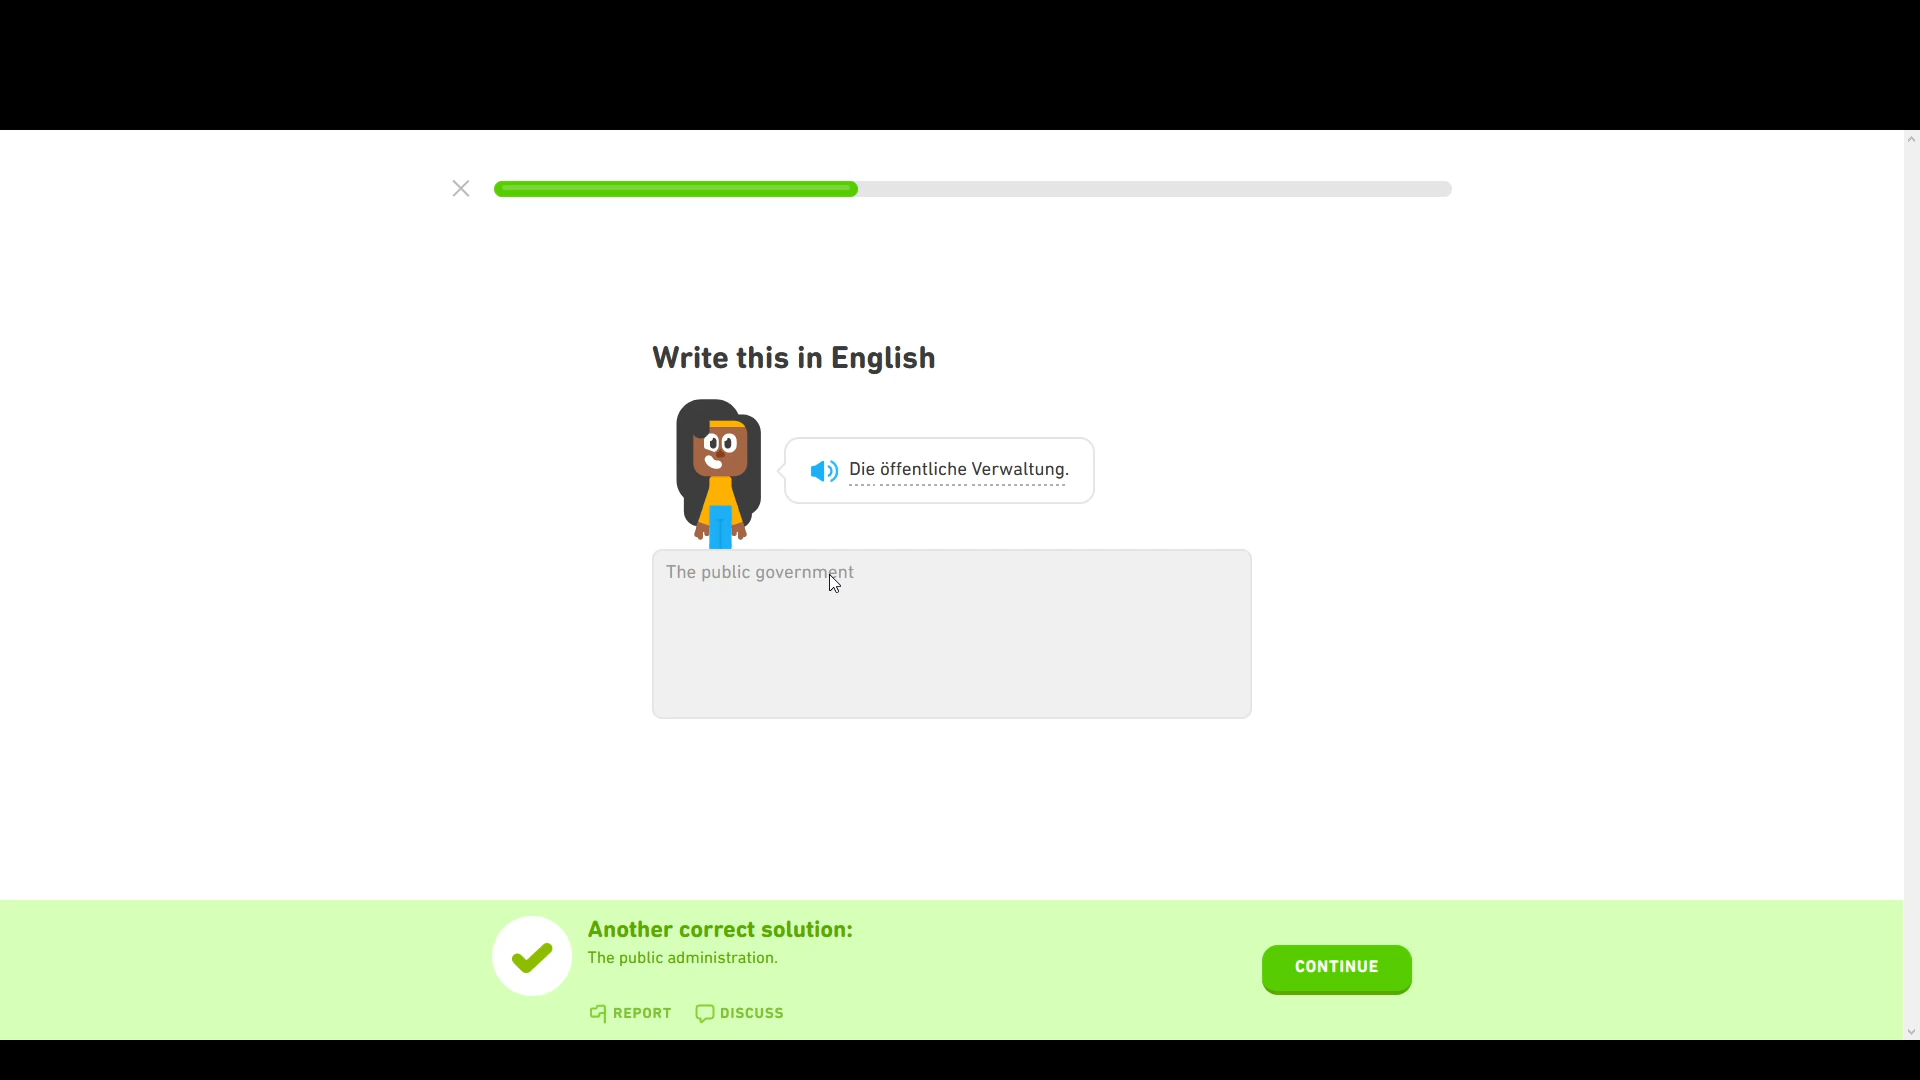 Write this in English
Die öffentliche Verwaltung.
The public government
Another correct solution:
The public administration.
CONTINUE
REPORT DISCUSS